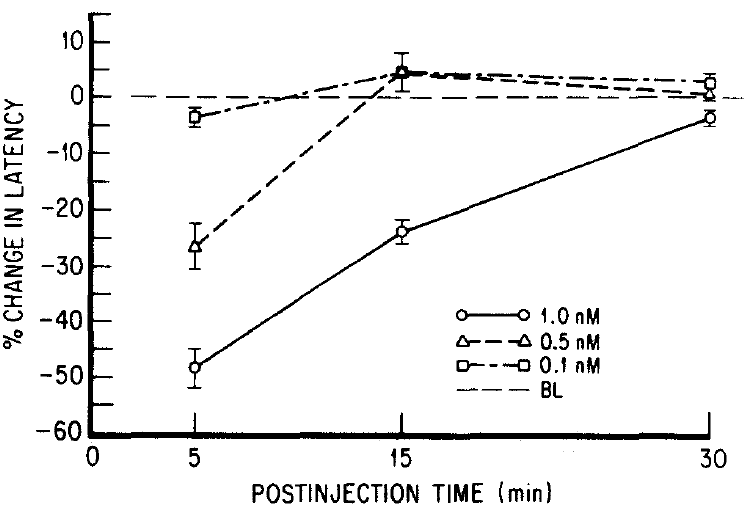 % CHANGE IN LATENCY
10
0
-10
-20
-30
-40
-50
-60
0 5 15 30
POSTINJECTION TIME (min)
1.0 nM
0.5 nM
0.1 nM
BL